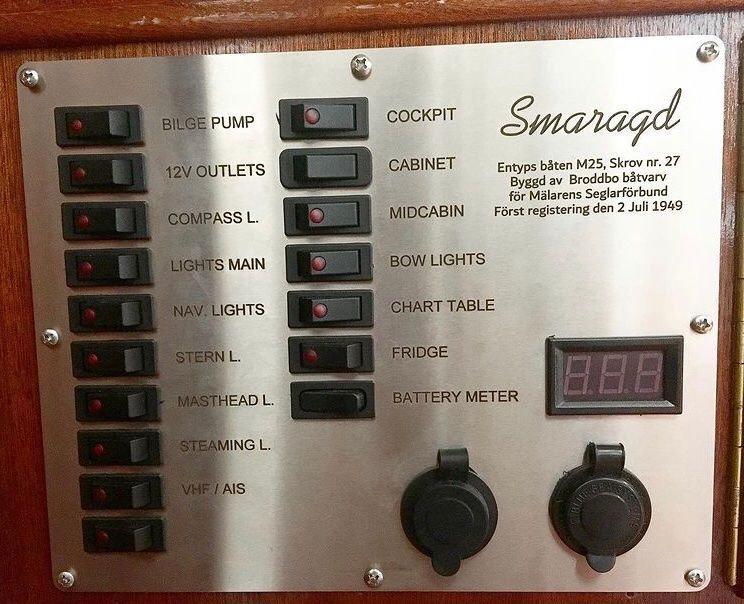 BILGE PUMP
12V OUTLETS
COMPASS L.
LIGHTS MAIN
NAV. LIGHTS
STERN L.
MASTHEAD L.
STEAMING L.
VHF / AIS
COCKPIT
CABINET
MIDCABIN
BOW LIGHTS
CHART TABLE
FRIDGE
BATTERY METER
Smaragd
Entyps båten M25, Skrov nr. 27
Byggd av Broddbo båtvarv
för Mälarens Seglarförbund
Först registering den 2 Juli 1949